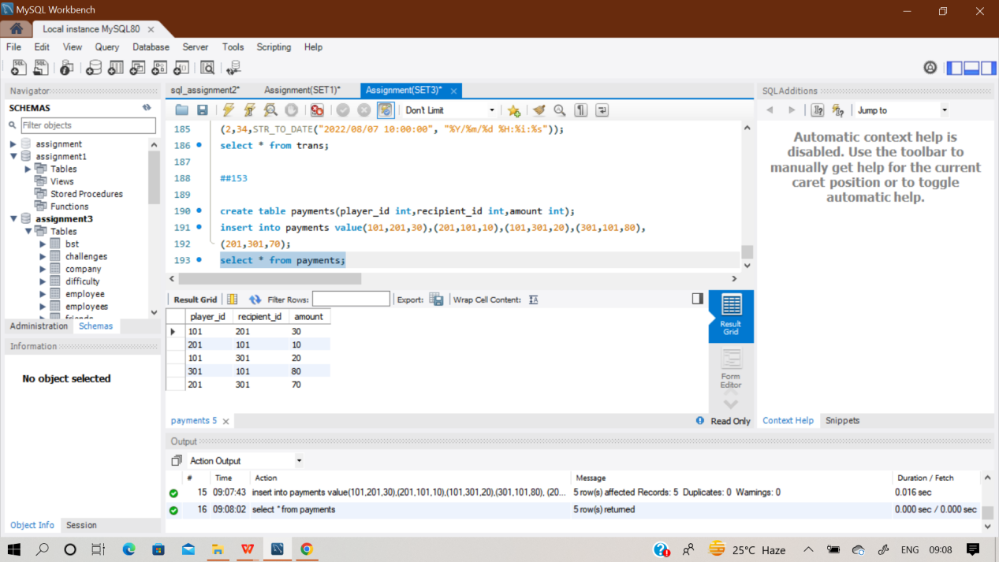 MySQL Workbench
Local instance MySQL80
File Edit View Query Database Server Tools Scripting Help
Navigator
SCHEMAS
Filter objects
assignment
assignment1
Tables
Views
Stored Procedures
Functions
assignment3
Tables
bst
challenges
company
difficulty
employee
employees
Administration Schemas
Information
No object selected
Object Info Session
sql_assignment2* Assignment(SET1)* Assignment(SET3)*
Don't Limit
185 (2,34,STR_TO_DATE("2022/08/07 10:00:00", "%Y/%m/%d %H:%i:%s"));
186 select * from trans;
187
188 ##153
189
190 create table payments(player_id int,recipient_id int,amount int);
191 insert into payments value(101,201,30),(201,101,10),(101,301,20),(301,101,80),
192 (201,301,70);
193 select * from payments;
Result Grid Filter Rows: Export: Wrap Cell Content:
player_id recipient_id amount
101 201 30
201 101 10
101 301 20
301 101 80
201 301 70
Result
Grid
Form
Editor
payments 5
Read Only
SQLAdditions
Jump to
Automatic context help is
disabled. Use the toolbar to
manually get help for the current
caret position or to toggle
automatic help.
Context Help Snippets
Output
Action Output
# Time Action Message Duration / Fetch
15 09:07:43 insert into payments value(101,201,30),(201,101,10),(101,301,20),(301,101,80), (20... 5 row(s) affected Records: 5 Duplicates: 0 Warnings: 0 0.016 sec
16 09:08:02 select * from payments 5 row(s) returned 0.000 sec / 0.000 sec
25°C Haze ENG 09:08